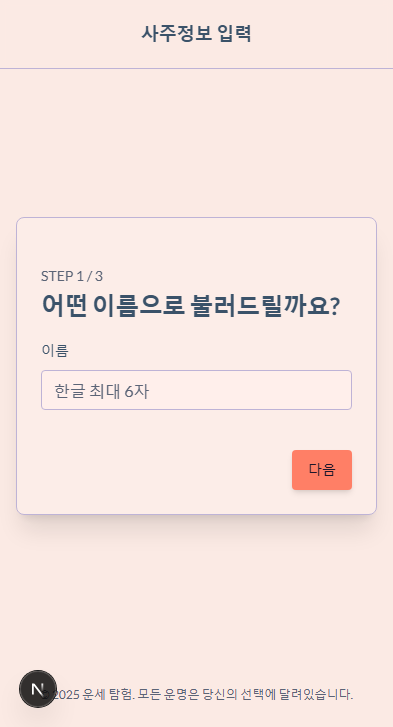 사주정보 입력
STEP 1 / 3
어떤 이름으로 불러드릴까요?
이름
한글 최대 6자
다음
N
2025 운세 탐험. 모든 운명은 당신의 선택에 달려있습니다.